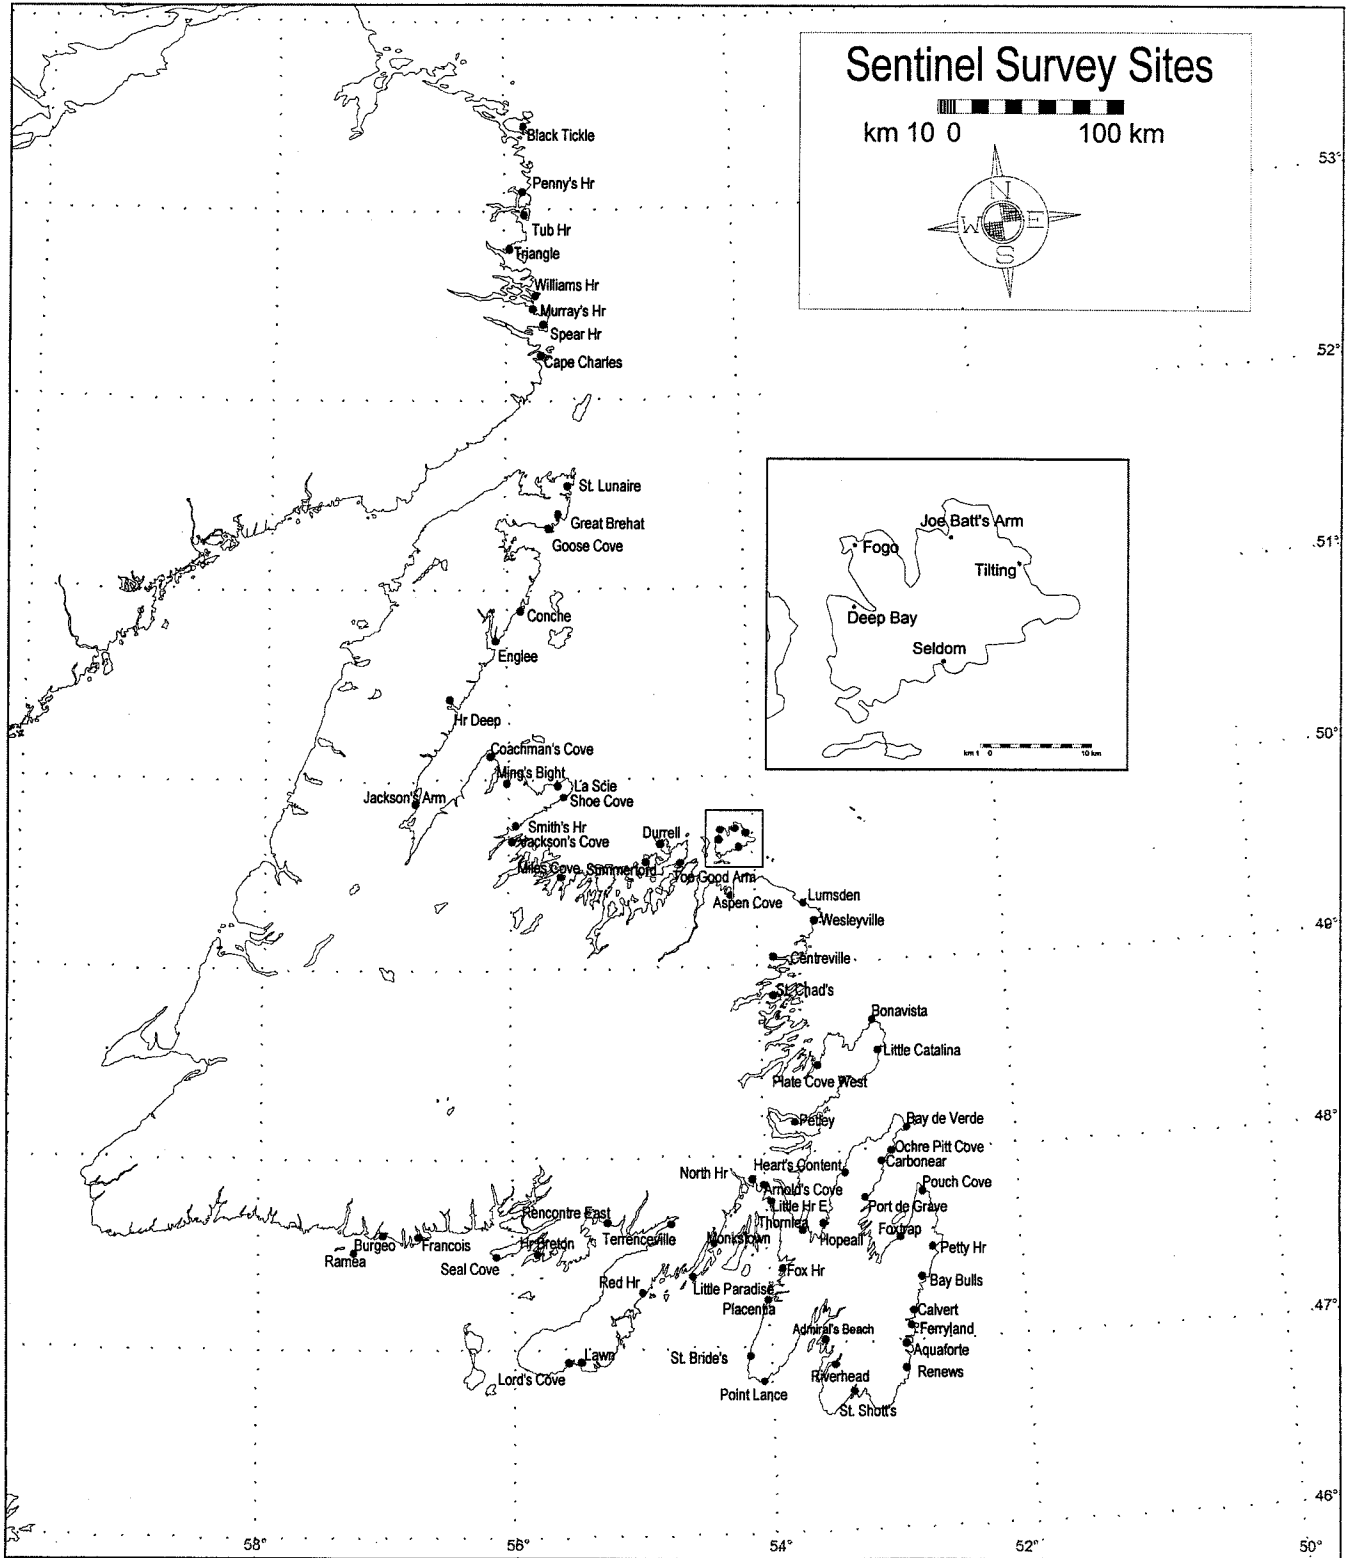 Sentinel Survey Sites
km 10 0 100 km
N
W E
S
Black Tickle
Penny's Hr
Tub Hr
Triangle
Williams Hr
Murray's Hr
Spear Hr
Cape Charles
53°
52°
51°
50°
49°
48°
47°
46°
St. Lunaire
Great Brehat
Goose Cove
Conche
Englee
Hr Deep
Coachman's Cove
Ming's Bight
La Scie
Shoe Cove
Jackson's Arm
Smith's Hr
Jackson's Cove
Miles Cove
Summerford
Durrell
Too Good Arm
Aspen Cove
Joe Batt's Arm
Fogo
Tilting
Deep Bay
Seldom
km 1 0 10 km
Lumsden
Wesleyville
Centreville
St. Chad's
Bonavista
Little Catalina
Plate Cove West
Petley
Bay de Verde
Ochre Pitt Cove
Carbonear
Heart's Content
North Hr
Arnold's Cove
Pouch Cove
Little Hr E
Port de Grave
Thornlea
Hopeall
Foxtrap
Petty Hr
Rencontre East
Terrenceville
Monkstown
Burgeo
Francois
Ramea
Hr Breton
Seal Cove
Red Hr
Little Paradise
Fox Hr
Placentia
Bay Bulls
Calvert
Ferryland
Admiral's Beach
Aquaforte
Renews
St. Bride's
Riverhead
Lawn
Lord's Cove
Point Lance
St. Shott's
58°
56°
54°
52°
50°